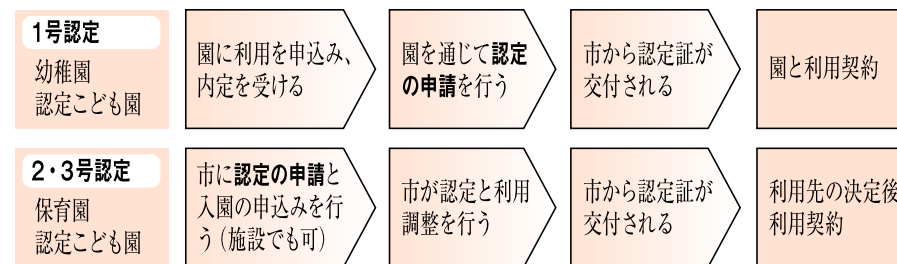 1号認定
幼稚園
認定こども園
園に利用を申込み、
内定を受ける
園を通じて認定
の申請を行う
市から認定証が
交付される
園と利用契約
2・3号認定
保育園
認定こども園
市に認定の申請と
入園の申込みを行
う（施設でも可）
市が認定と利用
調整を行う
市から認定証が
交付される
利用先の決定後
利用契約